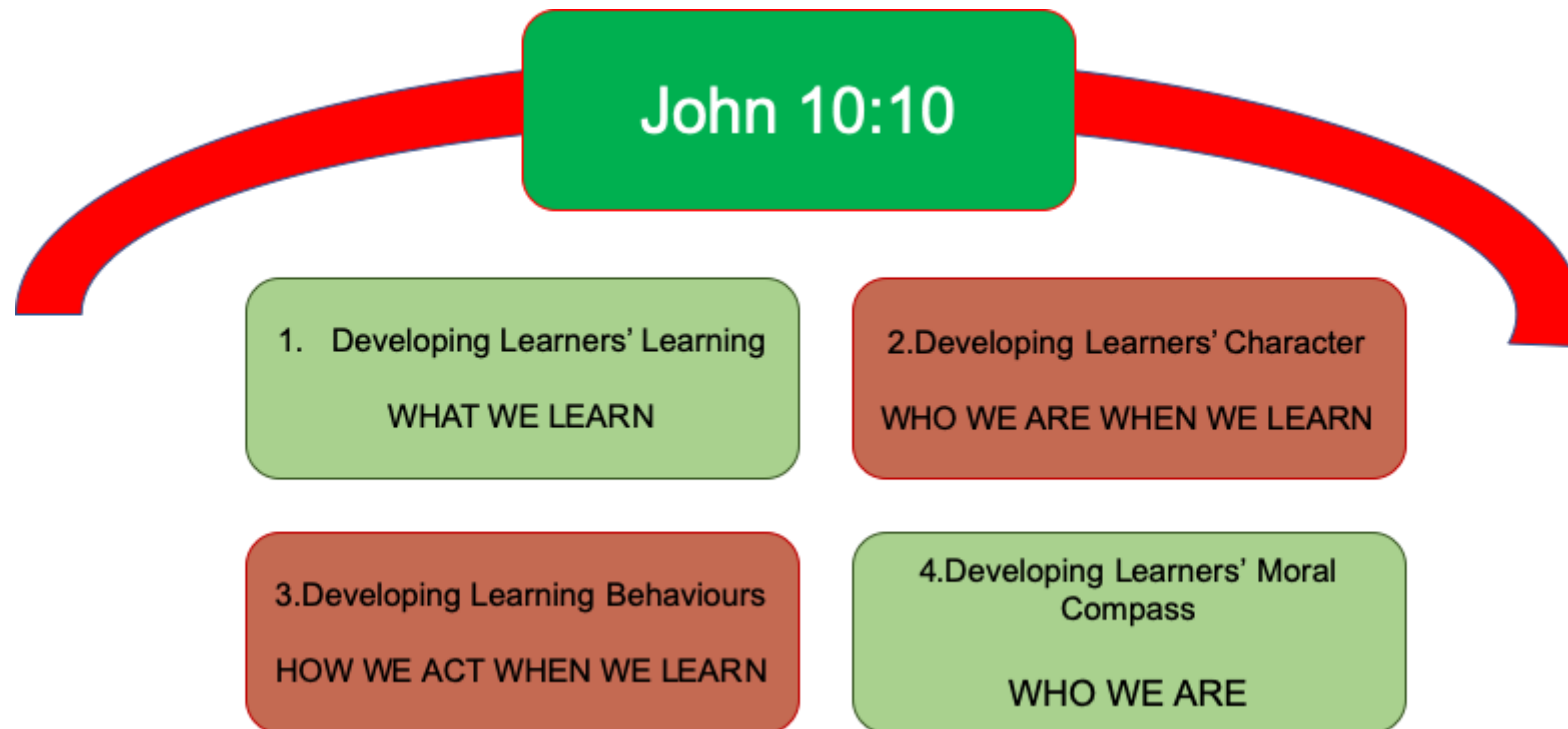 John 10:10
1. Developing Learners’ Learning
WHAT WE LEARN
2.Developing Learners’ Character
WHO WE ARE WHEN WE LEARN
3.Developing Learning Behaviours
HOW WE ACT WHEN WE LEARN
4.Developing Learners’ Moral
Compass
WHO WE ARE